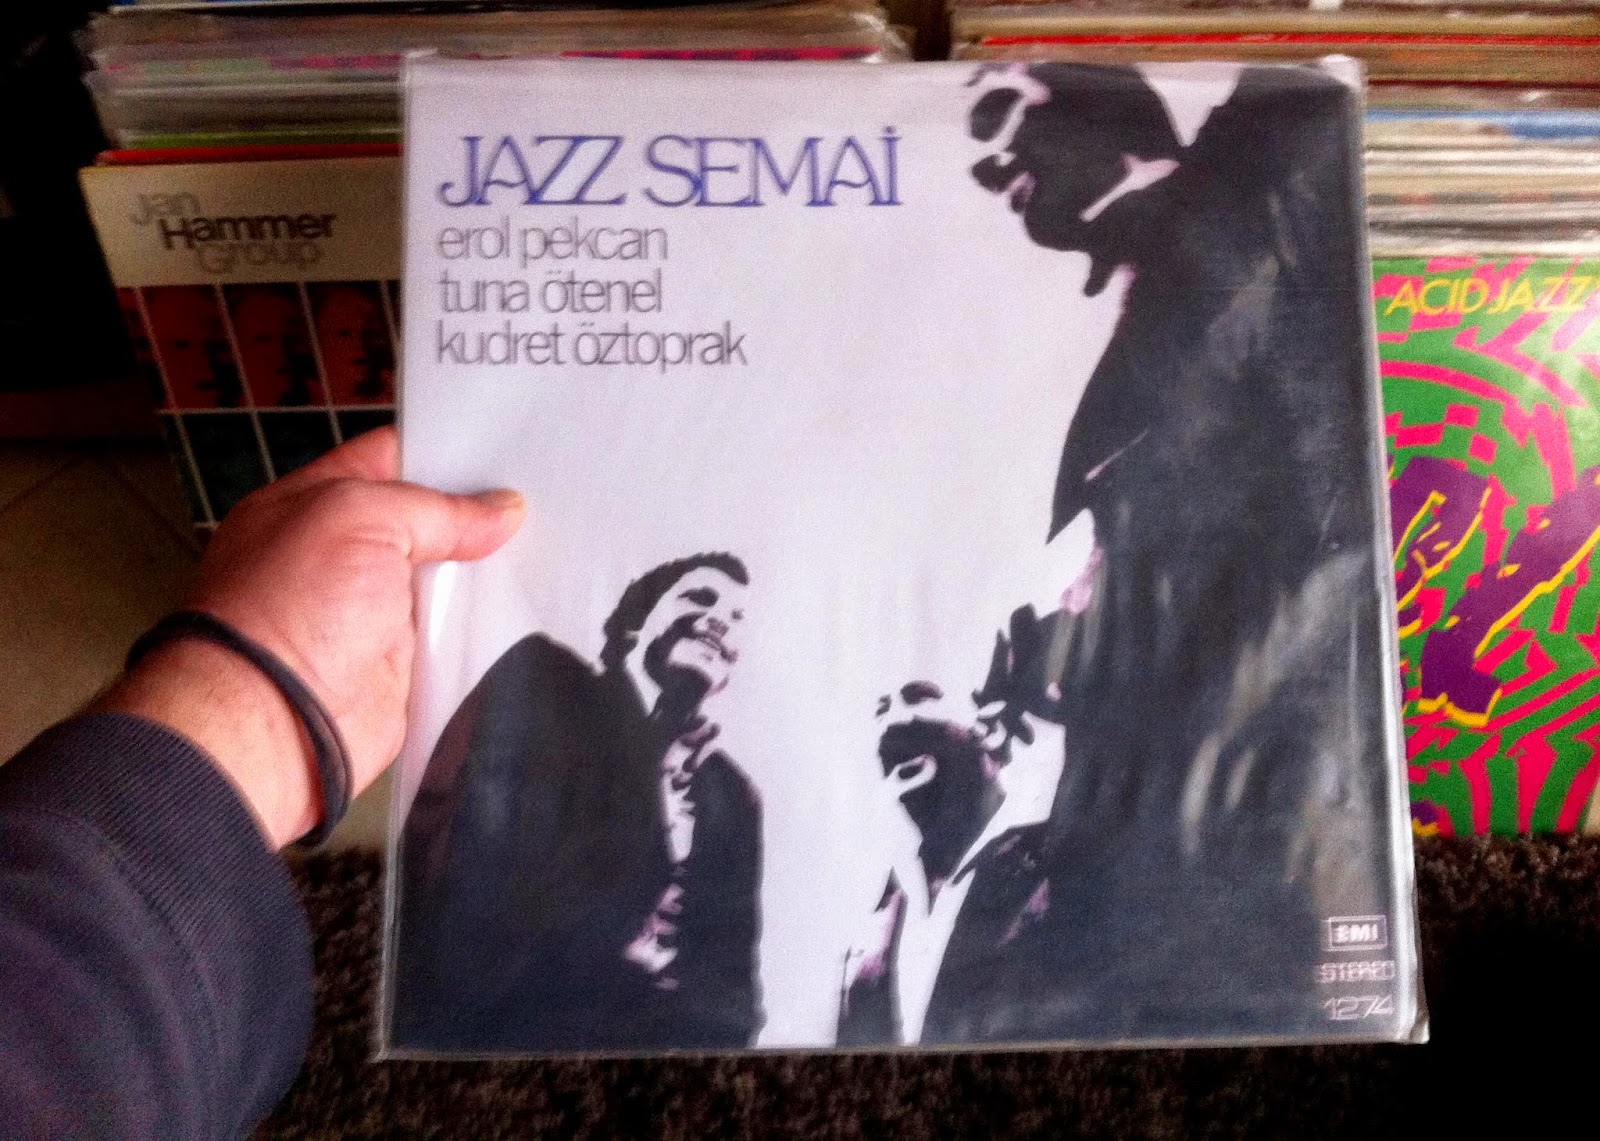 JAZZ SEMAİ
erol pekcan
tuna ötenel
kudret öztoprak
EMI
STEREO
1274
Jan
Hammer
Group
ACID JAZZ